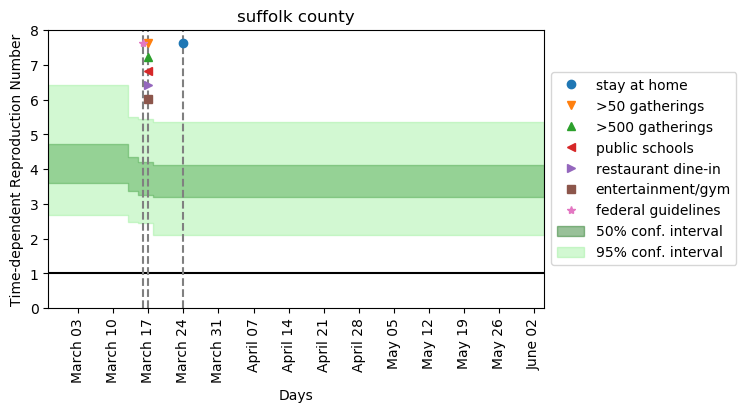 suffolk county
Time-dependent Reproduction Number
8
7
6
5
4
3
2
1
0
March 03
March 10
March 17
March 24
March 31
April 07
April 14
April 21
April 28
May 05
May 12
May 19
May 26
June 02
Days
stay at home
>50 gatherings
>500 gatherings
public schools
restaurant dine-in
entertainment/gym
federal guidelines
50% conf. interval
95% conf. interval